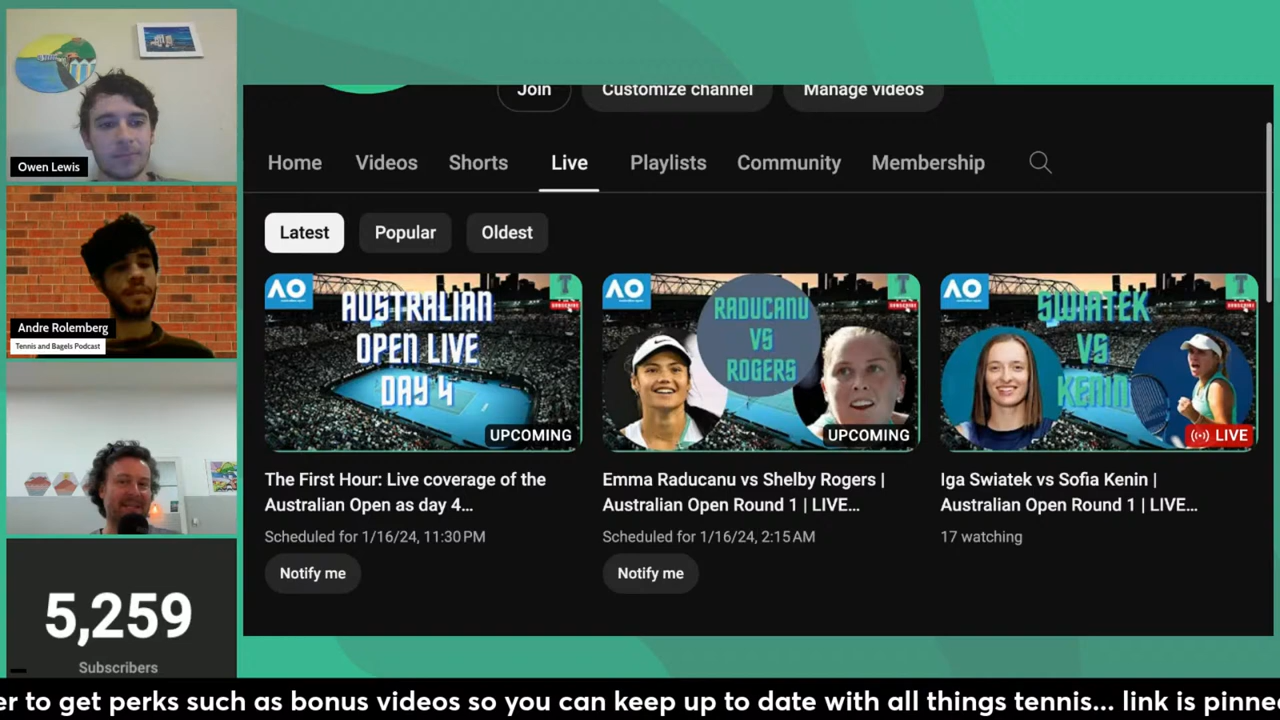 Owen Lewis
Andre Rolemberg
Tennis and Bagels Podcast
5,259
Subscribers
Join
Customize channel
Manage videos
Home
Videos
Shorts
Live
Playlists
Community
Membership
Latest
Popular
Oldest
AO
AUSTRALIAN
OPEN LIVE
DAY 4
SUBSCRIBE
UPCOMING
The First Hour: Live coverage of the
Australian Open as day 4...
Scheduled for 1/16/24, 11:30 PM
Notify me
AO
RADUCANU
VS
ROGERS
SUBSCRIBE
UPCOMING
Emma Raducanu vs Shelby Rogers |
Australian Open Round 1 | LIVE...
Scheduled for 1/16/24, 2:15 AM
Notify me
AO
SWIATEK
VS
KENIN
SUBSCRIBE
LIVE
Iga Swiatek vs Sofia Kenin |
Australian Open Round 1 | LIVE...
17 watching
er to get perks such as bonus videos so you can keep up to date with all things tennis... link is pinne